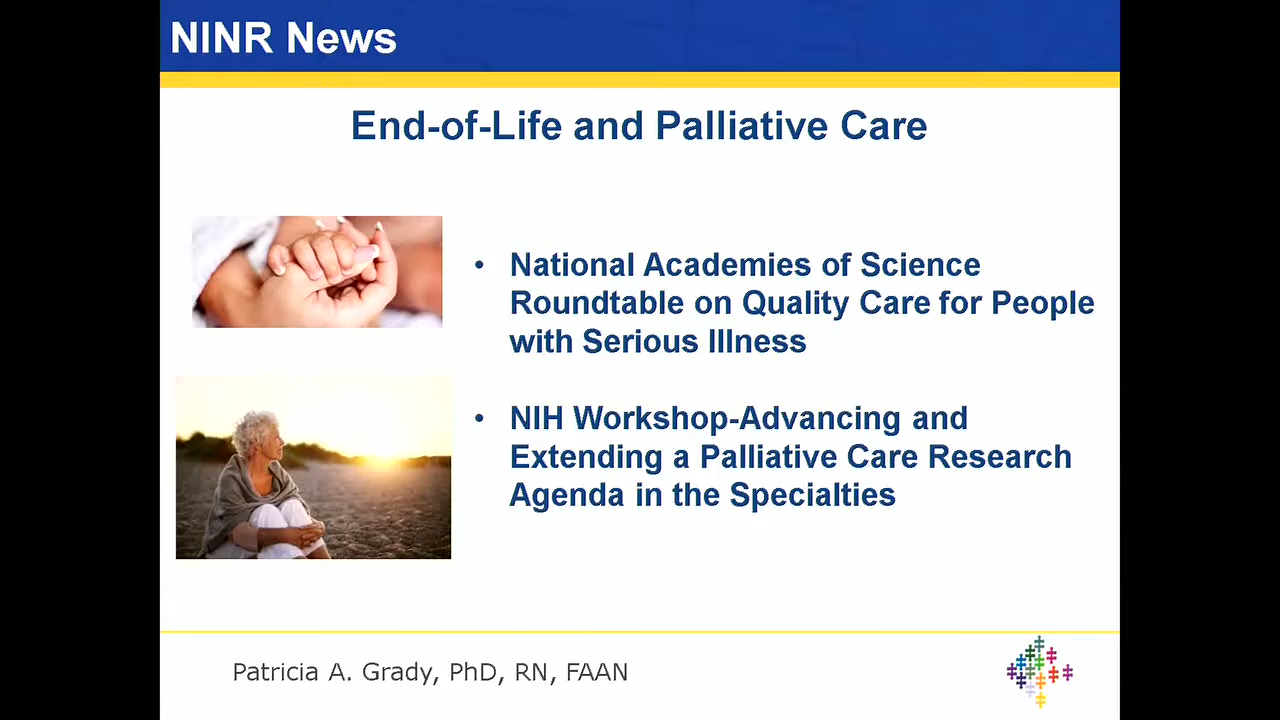 NINR News
End-of-Life and Palliative Care
• National Academies of Science
Roundtable on Quality Care for People
with Serious Illness
• NIH Workshop-Advancing and
Extending a Palliative Care Research
Agenda in the Specialties
Patricia A. Grady, PhD, RN, FAAN